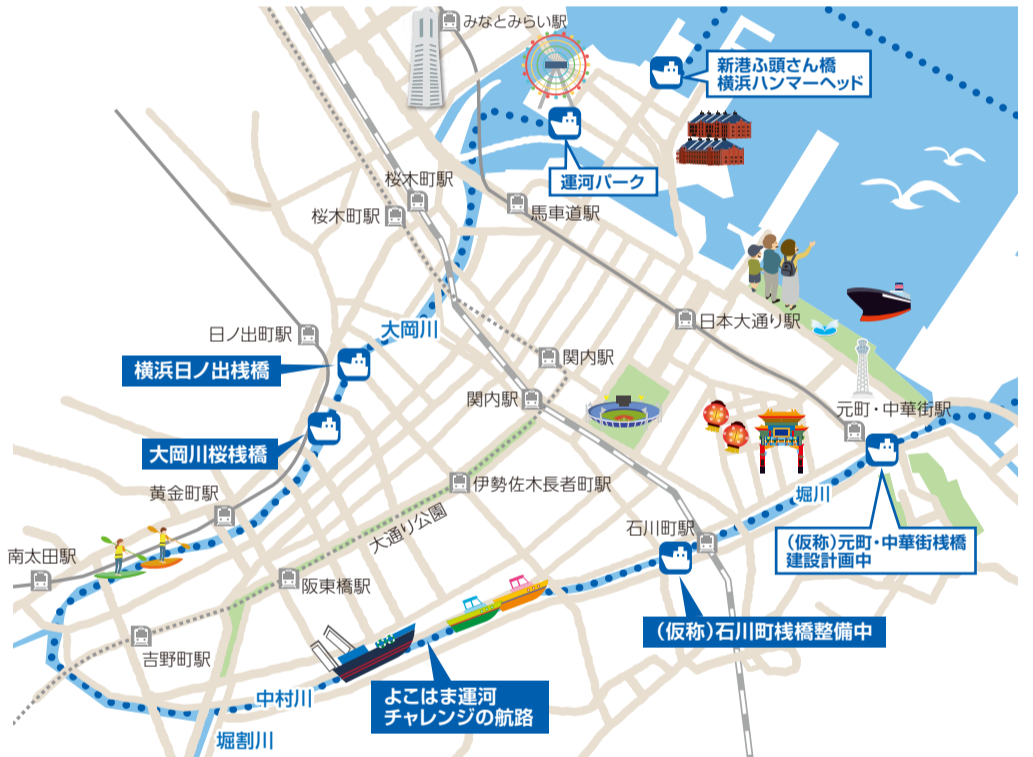 みなとみらい駅
新港ふ頭さん橋
横浜ハンマーヘッド
運河パーク
桜木町駅
桜木町駅
馬車道駅
日ノ出町駅
大岡川
日本大通り駅
横浜日ノ出桟橋
関内駅
関内駅
元町・中華街駅
大岡川桜桟橋
黄金町駅
伊勢佐木長者町駅
堀川
大通り公園
石川町駅
(仮称)元町・中華街桟橋
建設計画中
南太田駅
阪東橋駅
(仮称)石川町桟橋整備中
吉野町駅
中村川
よこはま運河
チャレンジの航路
堀割川